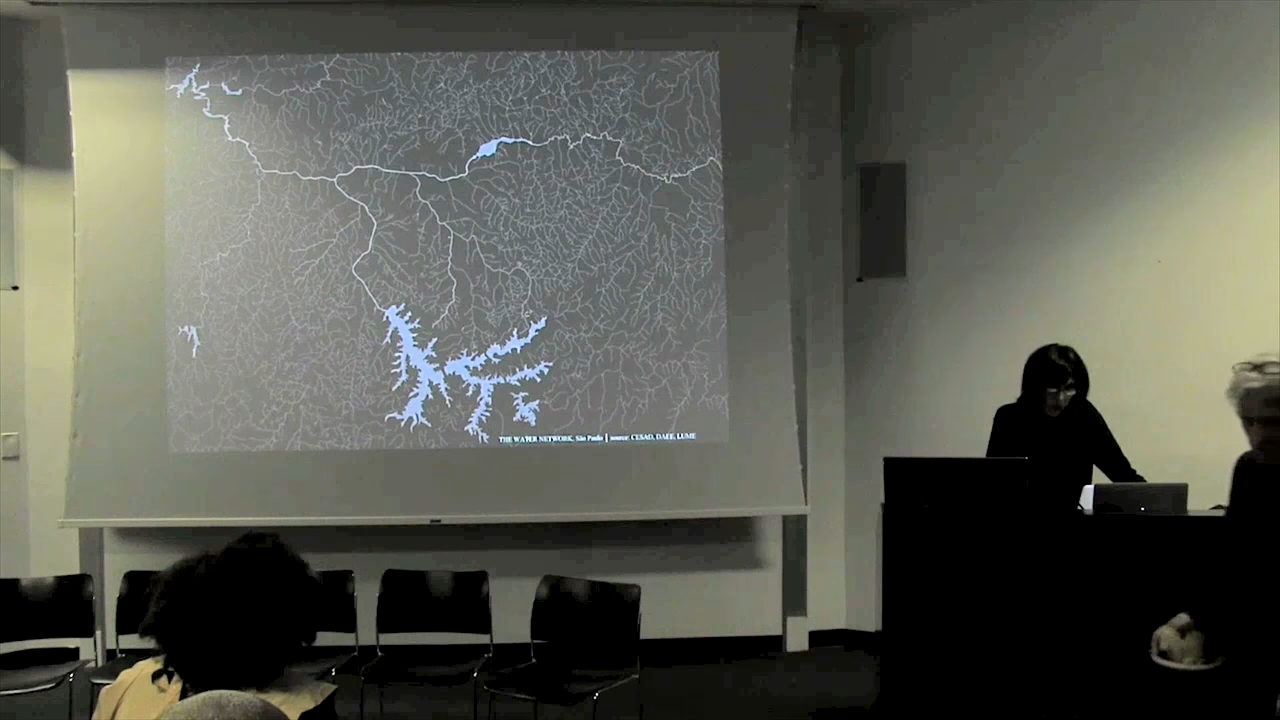 THE WATER NETWORK, São Paulo | source: CESAD, DAEE, LUME